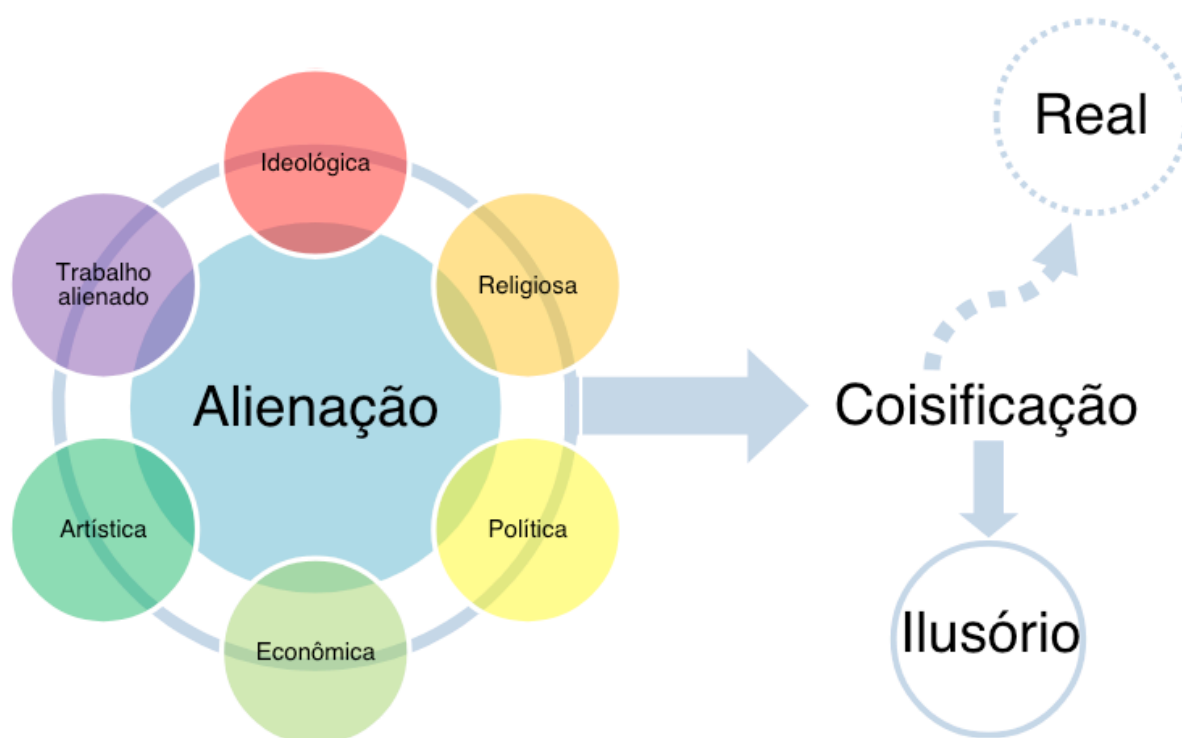 Ideológica
Religiosa
Política
Econômica
Artística
Trabalho
alienado
Alienação
Coisificação
Real
Ilusório